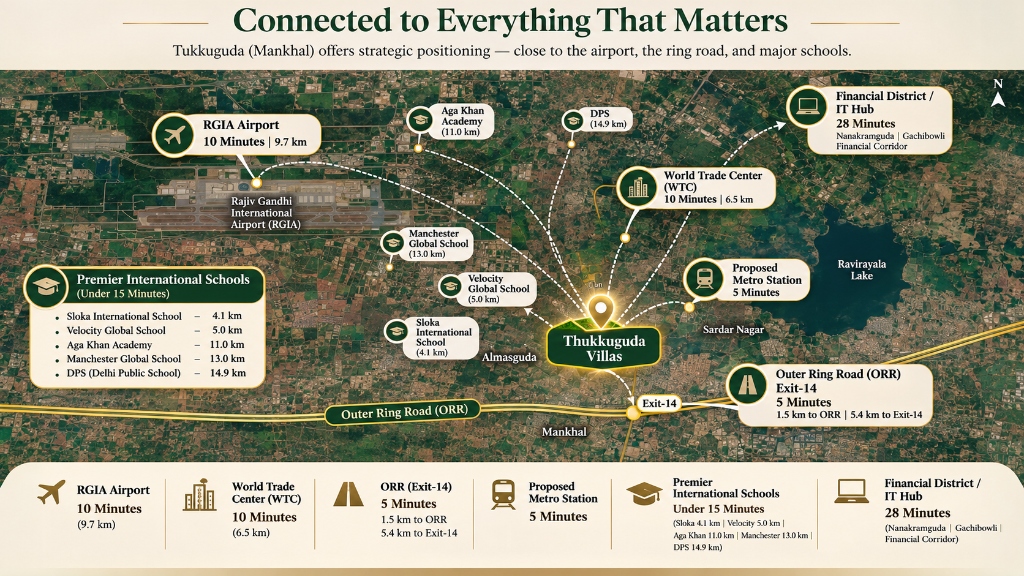 Connected to Everything That Matters
Tukkuguda (Mankhal) offers strategic positioning — close to the airport, the ring road, and major schools.
N
RGIA Airport
10 Minutes | 9.7 km
Aga Khan
Academy
(11.0 km)
DPS
(14.9 km)
Financial District /
IT Hub
28 Minutes
Nanakramguda | Gachibowli
Financial Corridor
World Trade Center
(WTC)
10 Minutes | 6.5 km
Rajiv Gandhi
International
Airport (RGIA)
Manchester
Global School
(13.0 km)
Velocity
Global School
(5.0 km)
Proposed
Metro Station
5 Minutes
Ravirayala
Lake
Premier International Schools
(Under 15 Minutes)
• Sloka International School – 4.1 km
• Velocity Global School – 5.0 km
• Aga Khan Academy – 11.0 km
• Manchester Global School – 13.0 km
• DPS (Delhi Public School) – 14.9 km
Sloka
International
School
(4.1 km)
Almasguda
Thukkuguda
Villas
Sardar Nagar
Outer Ring Road (ORR)
Exit-14
5 Minutes
1.5 km to ORR | 5.4 km to Exit-14
Outer Ring Road (ORR)
Exit-14
Mankhal
RGIA Airport
10 Minutes
(9.7 km)
World Trade
Center (WTC)
10 Minutes
(6.5 km)
ORR (Exit-14)
5 Minutes
1.5 km to ORR
5.4 km to Exit-14
Proposed
Metro Station
5 Minutes
Premier
International Schools
Under 15 Minutes
(Sloka 4.1 km | Velocity 5.0 km |
Aga Khan 11.0 km | Manchester 13.0 km |
DPS 14.9 km)
Financial District /
IT Hub
28 Minutes
(Nanakramguda | Gachibowli |
Financial Corridor)